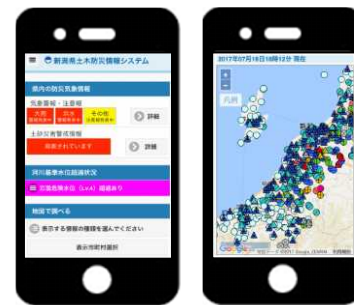 新潟県土木防災情報システム
県内の防災気象情報
気象警報・注意報
大雨
洪水
その他
詳細
土砂災害警戒情報
発表されています
詳細
河川基準水位超過状況
氾濫危険水位（Lv.4）超過あり
地図で調べる
表示する情報の種類を選んでください
表示市町村選択
2017年07月18日18時12分 現在
凡例